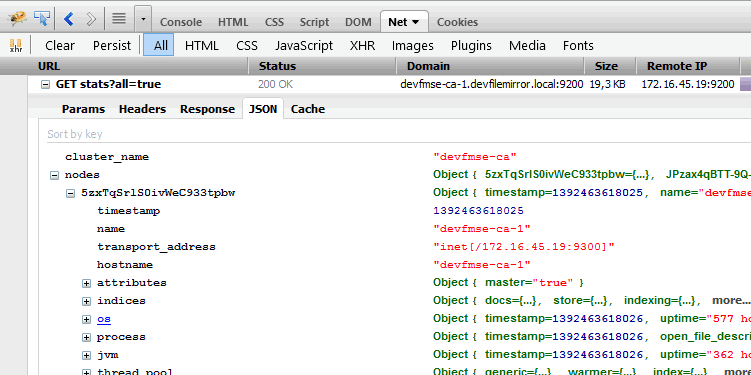 Console HTML CSS Script DOM Net Cookies
xhr Clear Persist All HTML CSS JavaScript XHR Images Plugins Media Fonts
URL Status Domain Size Remote IP
GET stats?all=true 200 OK devfmse-ca-1.devfilemirror.local:9200 19,3 KB 172.16.45.19:9200
Params Headers Response JSON Cache
Sort by key
cluster_name "devfmse-ca"
nodes Object { 5zxTqSrlS0ivWeC933tpbw={...}, JPzax4qBTT-9Q-
5zxTqSrlS0ivWeC933tpbw Object { timestamp=1392463618025, name="devfmse
timestamp 1392463618025
name "devfmse-ca-1"
transport_address "inet[/172.16.45.19:9300]"
hostname "devfmse-ca-1"
attributes Object { master="true" }
indices Object { docs={...}, store={...}, indexing={...}, more...
os Object { timestamp=1392463618026, uptime="577 ho
process Object { timestamp=1392463618026, open_file_descri
jvm Object { timestamp=1392463618026, uptime="362 ho
thread_pool Object { generic={...}, warmer={...}, index={...}, more